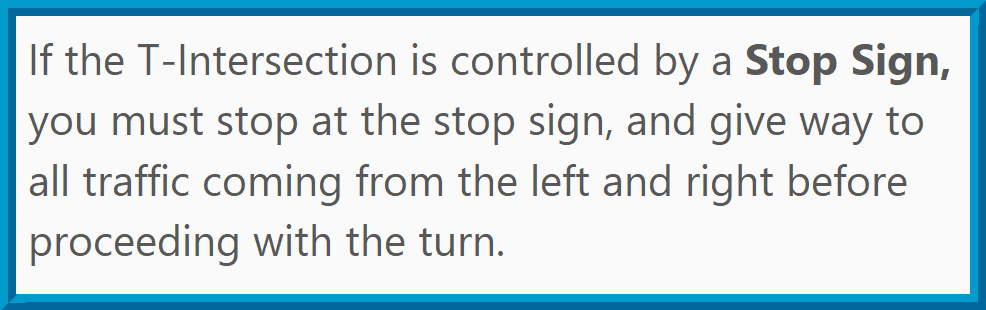 If the T-Intersection is controlled by a Stop Sign,
you must stop at the stop sign, and give way to
all traffic coming from the left and right before
proceeding with the turn.